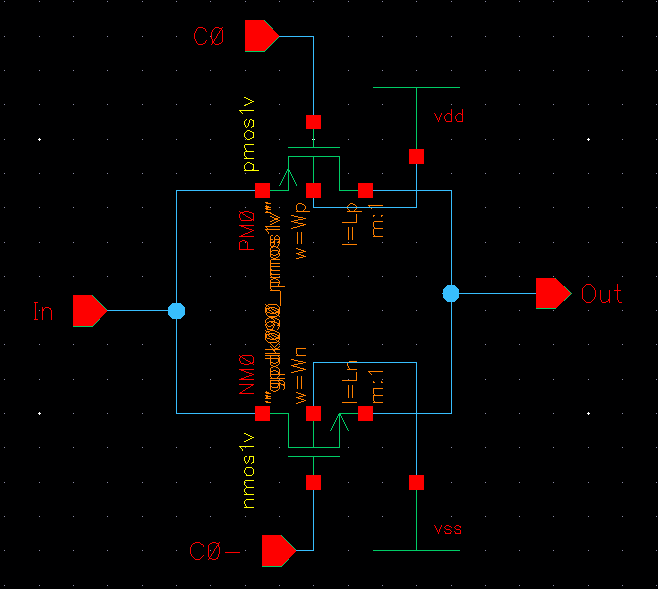 C0
vdd
pmos1v
PM0
w=Wp
l=Lp
m:1
In
Out
NM0
w=Wn
l=Ln
m:1
nmos1v
vss
C0-